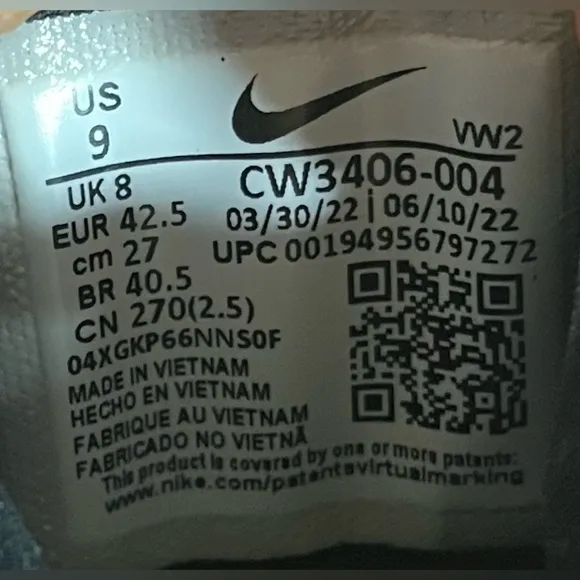 US
9
VW2
UK 8
CW3406-004
EUR 42.5
03/30/22 | 06/10/22
cm 27
UPC 00194956797272
BR 40.5
CN 270(2.5)
04XGKP66NNS0F
MADE IN VIETNAM
HECHO EN VIETNAM
FABRIQUE AU VIETNAM
FABRICADO NO VIETNÃ
This product is covered by one or more patents:
www.nike.com/patentsvirtualmarking